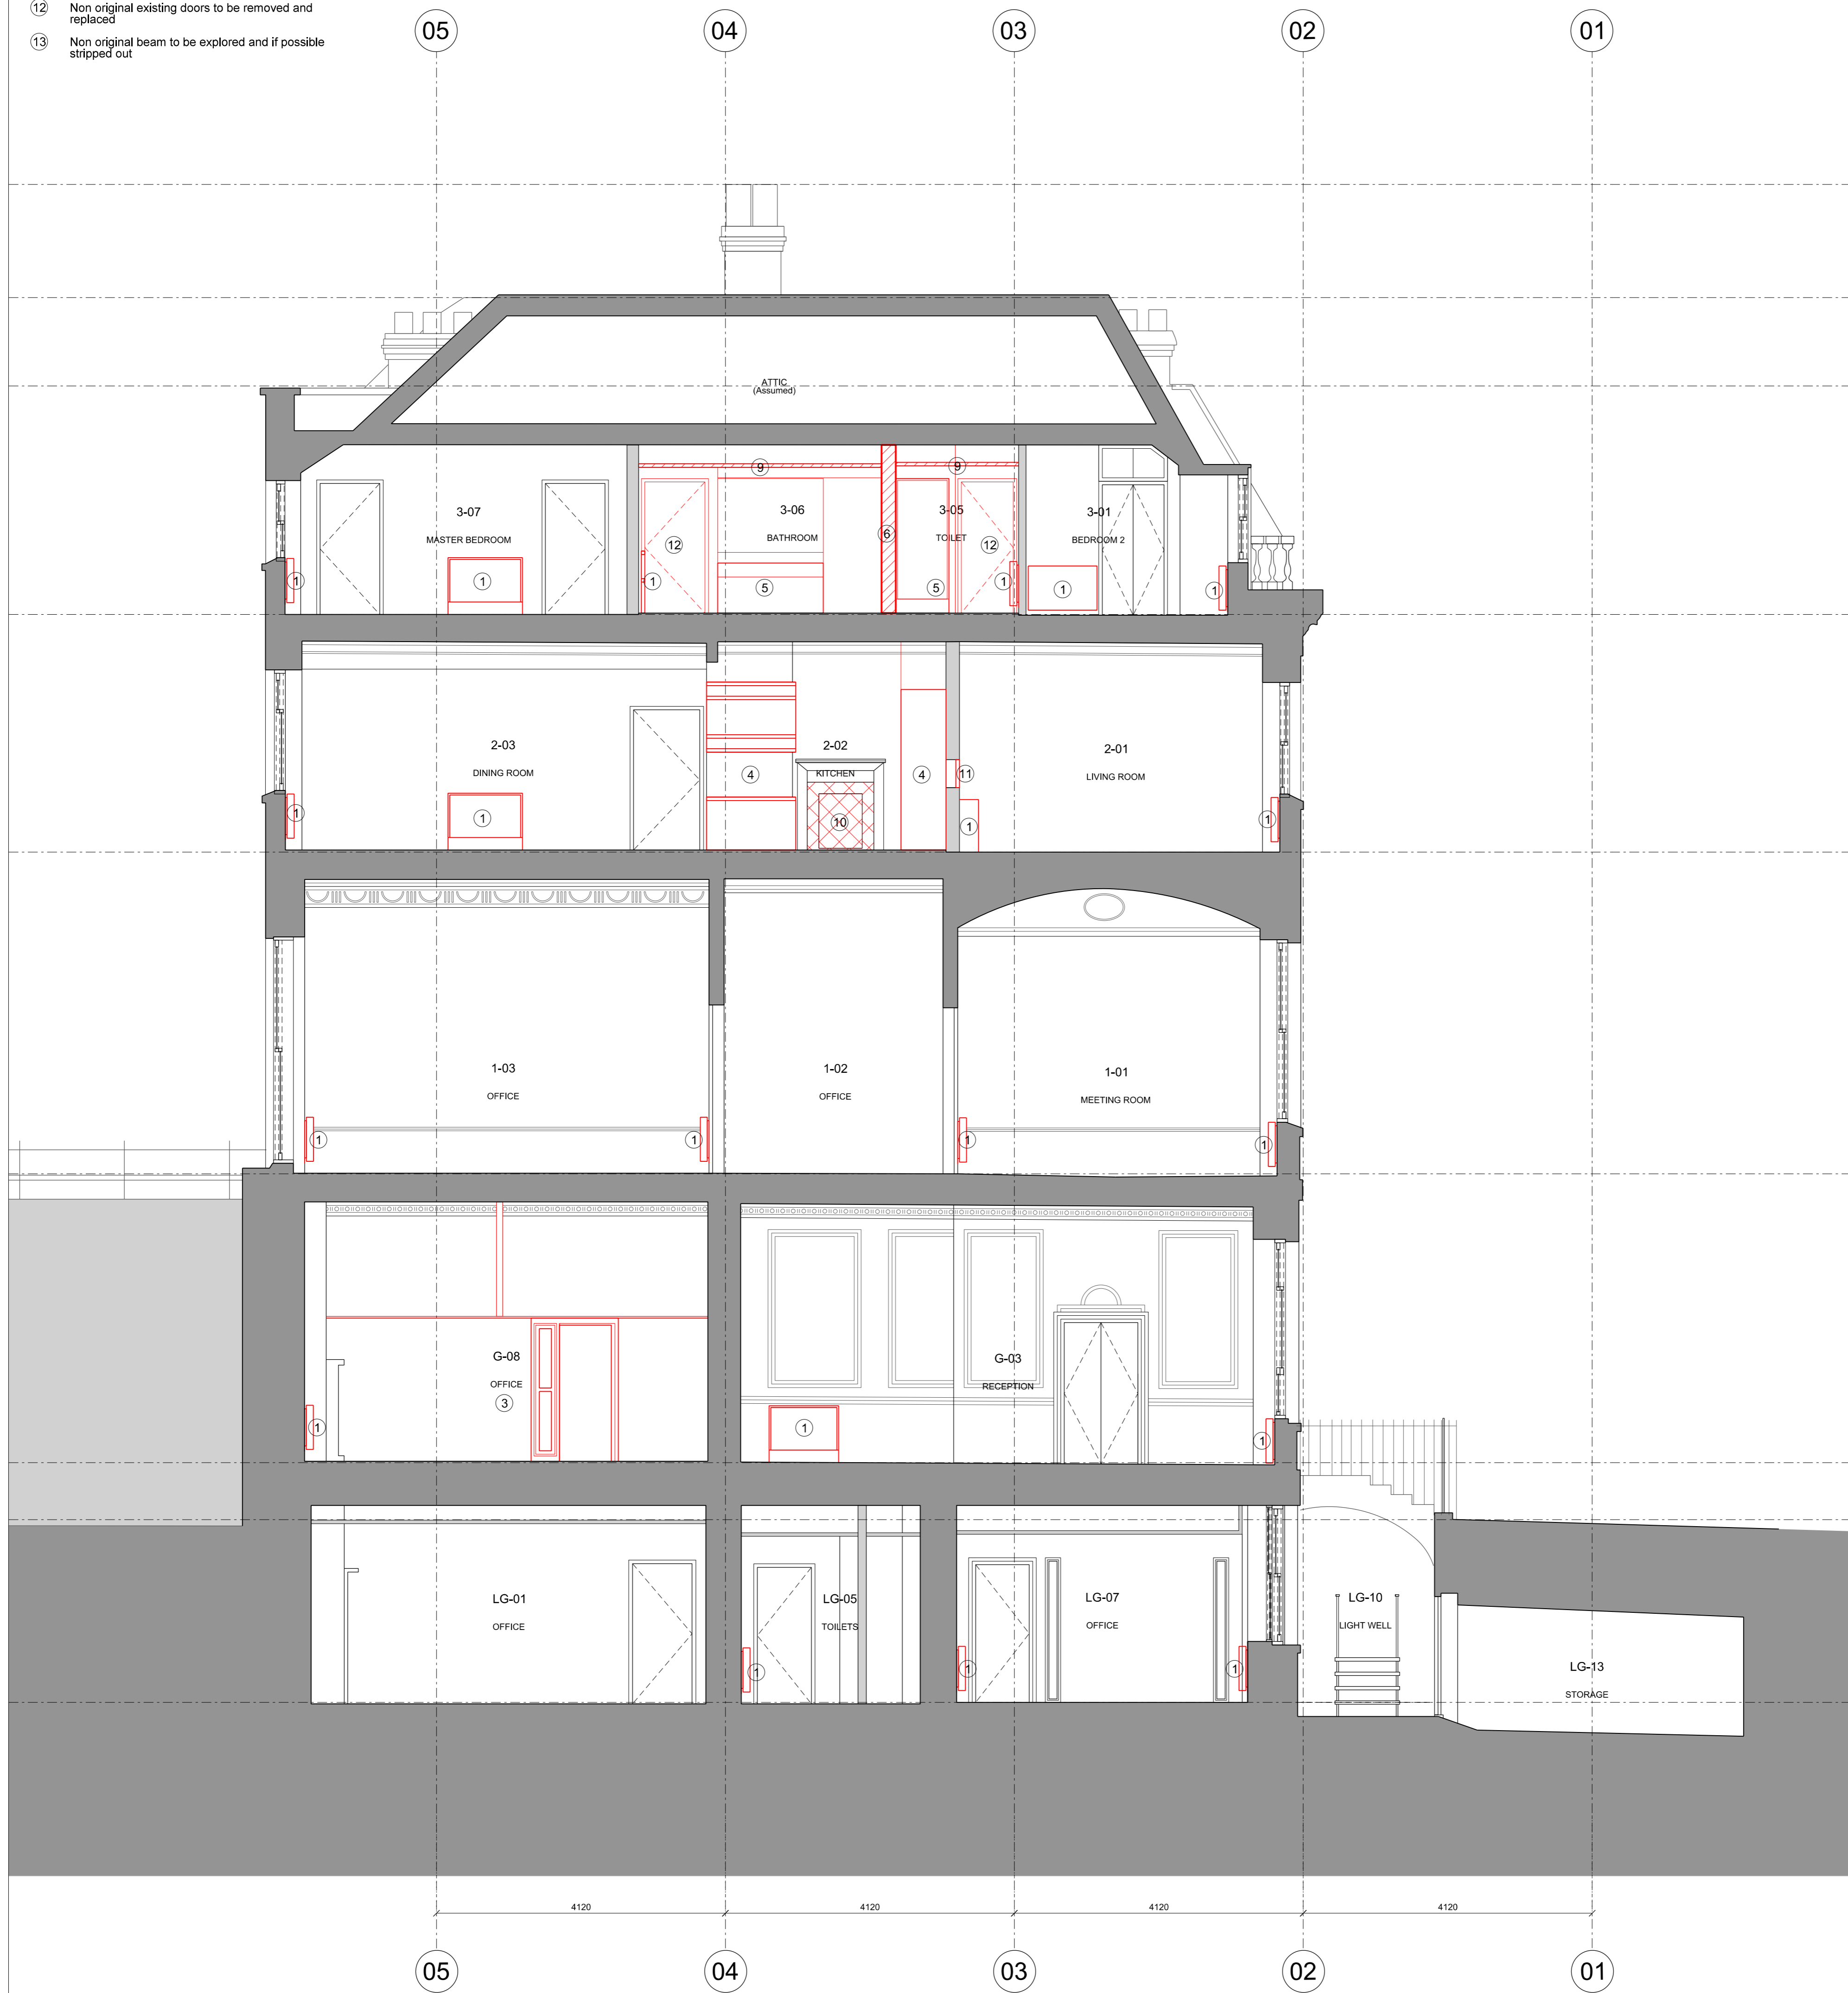 12 Non original existing doors to be removed and
replaced
13 Non original beam to be explored and if possible
stripped out
05 04 03 02 01
ATTIC
(Assumed)
9 9
3-07 3-06 3-05 3-01
MASTER BEDROOM BATHROOM 6 TOILET BEDROOM 2
12 12
1 1 1 5 5 1 1 1
2-03 2-02 2-01
DINING ROOM 4 KITCHEN 4 11 LIVING ROOM
1 1 10 1 1
1-03 1-02 1-01
OFFICE OFFICE MEETING ROOM
1 1 1 1
G-08 G-03
OFFICE RECEPTION
3
1 1 1
LG-01 LG-05 LG-07 LG-10
OFFICE TOILETS OFFICE LIGHT WELL
1 1 1
LG-13
STORAGE
4120 4120 4120 4120
05 04 03 02 01